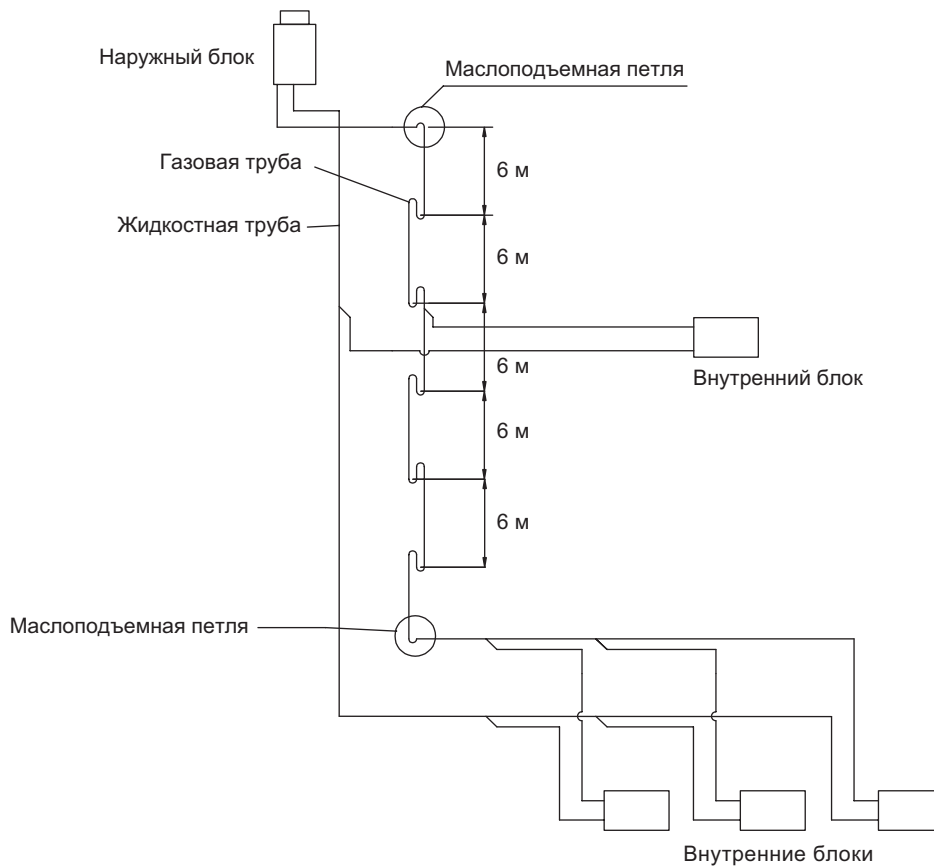 Наружный блок
Маслоподъемная петля
Газовая труба
6 м
Жидкостная труба
6 м
6 м
Внутренний блок
6 м
6 м
Маслоподъемная петля
Внутренние блоки